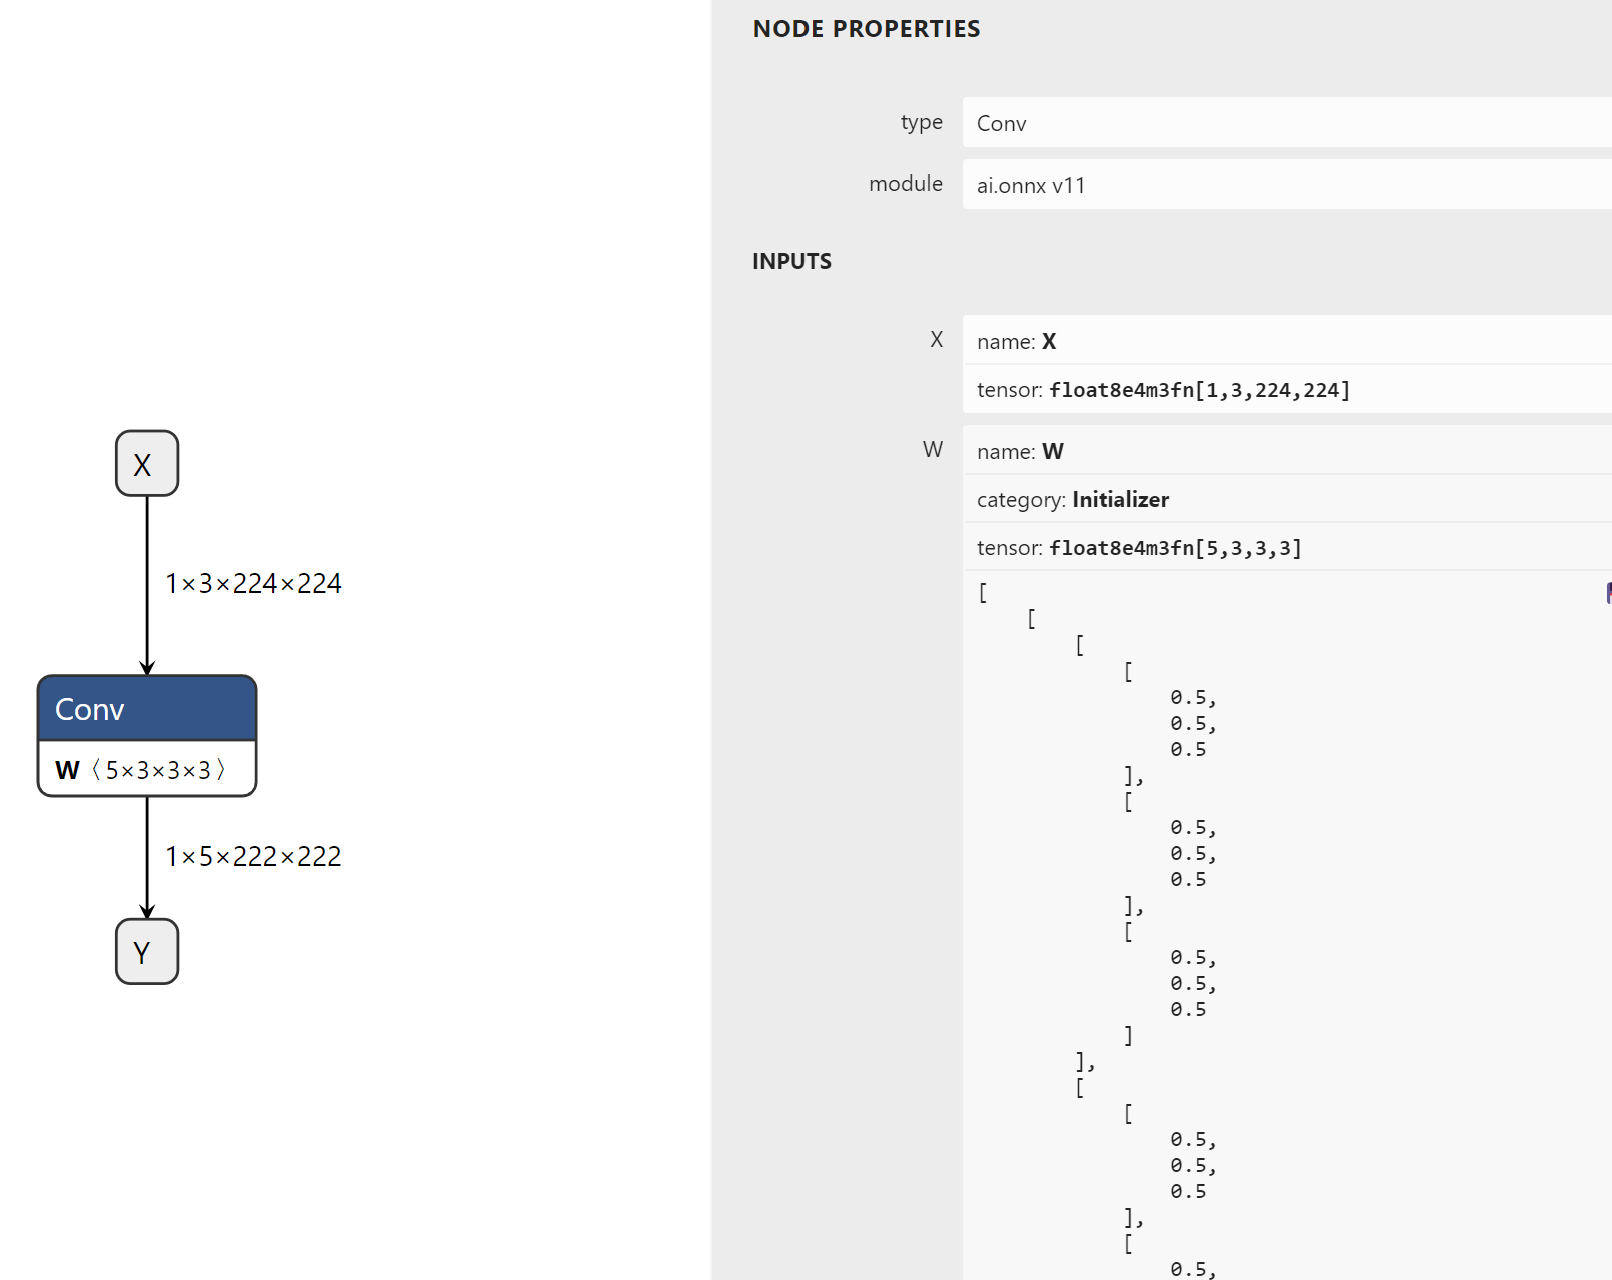 X
1×3×224×224
Conv
W〈5×3×3×3〉
1×5×222×222
Y
NODE PROPERTIES
type
Conv
module
ai.onnx v11
INPUTS
X
name: X
tensor: float8e4m3fn[1,3,224,224]
W
name: W
category: Initializer
tensor: float8e4m3fn[5,3,3,3]
[
[
[
[
0.5,
0.5,
0.5
],
[
0.5,
0.5,
0.5
],
[
0.5,
0.5,
0.5
]
],
[
[
0.5,
0.5,
0.5
],
[
0.5,